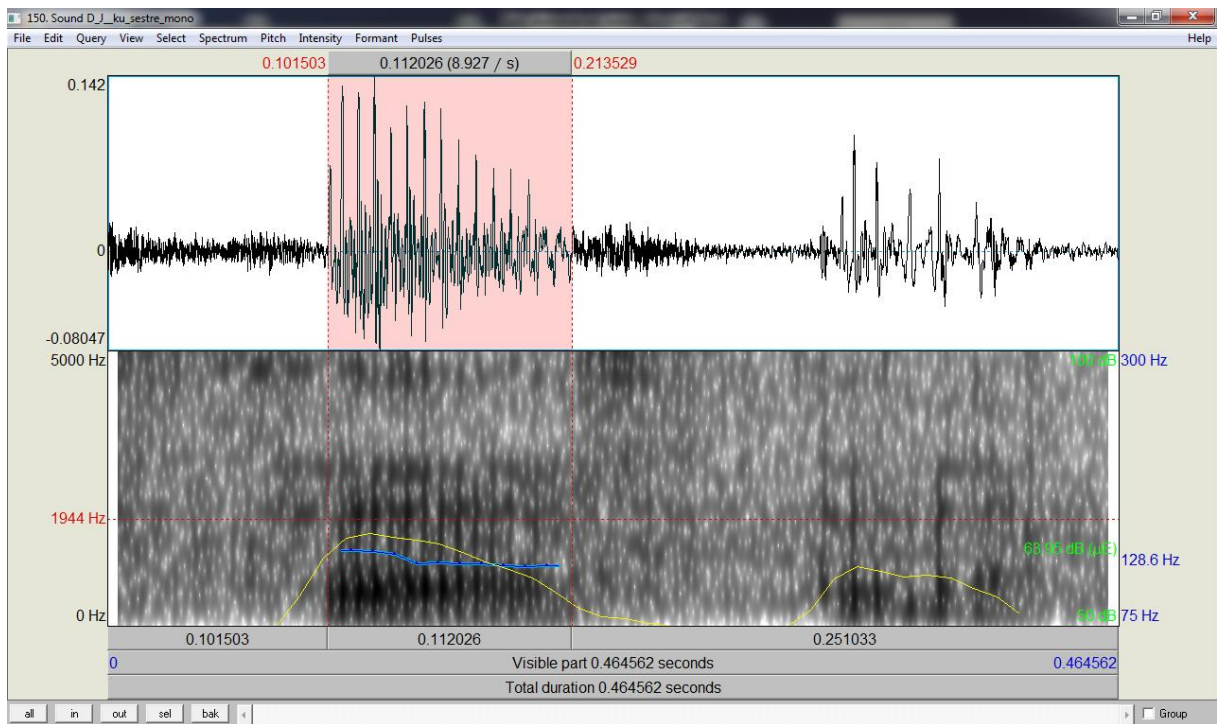 150. Sound D_J__ku_sestre_mono
File Edit Query View Select Spectrum Pitch Intensity Formant Pulses Help
0.101503 0.112026 (8.927 / s) 0.213529
0.142
0
-0.08047
5000 Hz 100 dB 300 Hz
1944 Hz
68.95 dB (µE) 128.6 Hz
0 Hz 50 dB 75 Hz
0.101503 0.112026 0.251033
0 Visible part 0.464562 seconds 0.464562
Total duration 0.464562 seconds
all in out sel bak Group